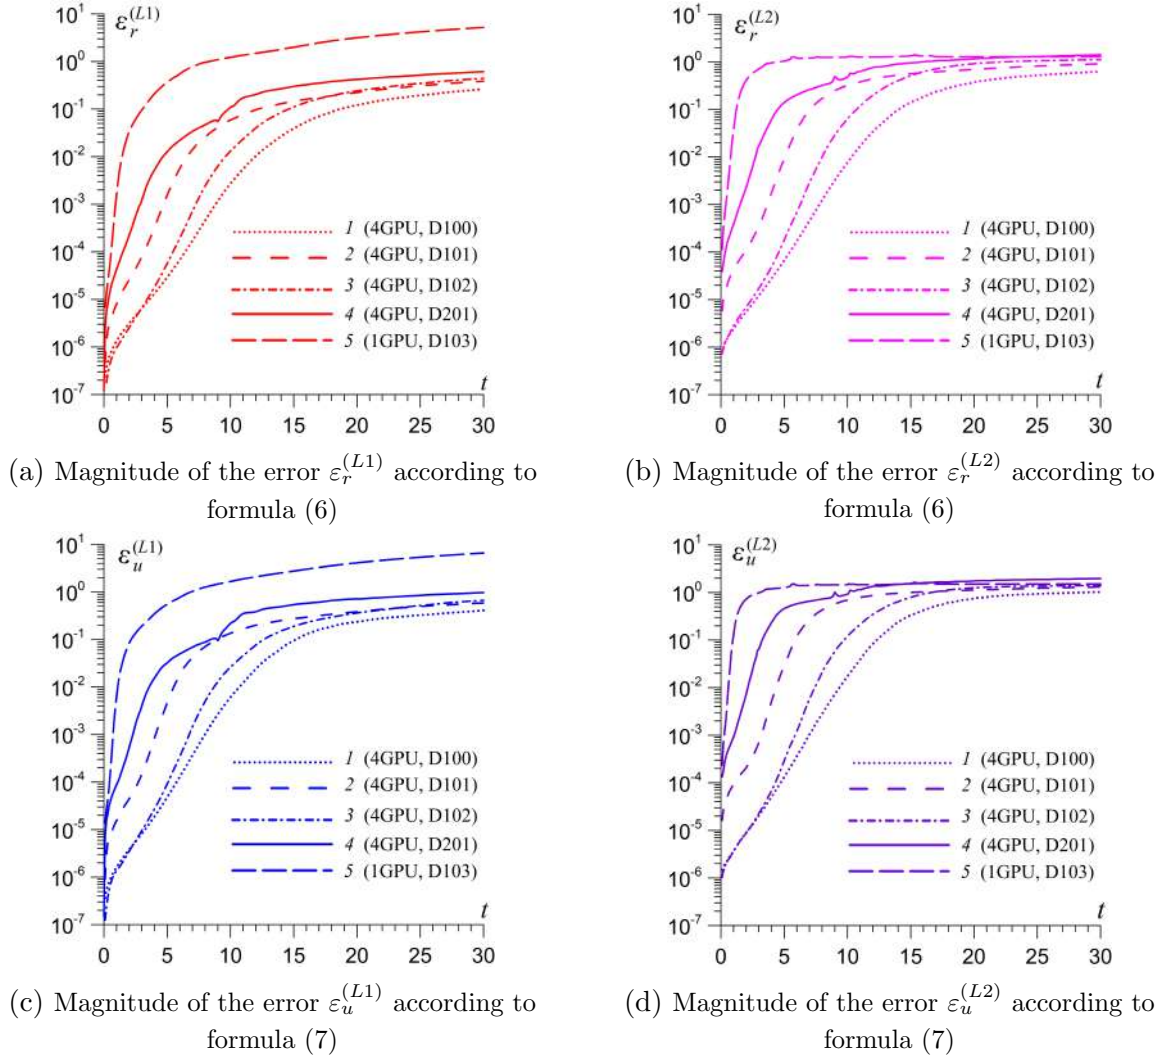 10^1
ε_r^(L1)
10^0
10^-1
10^-2
10^-3
10^-4
10^-5
10^-6
10^-7
1 (4GPU, D100)
2 (4GPU, D101)
3 (4GPU, D102)
4 (4GPU, D201)
5 (1GPU, D103)
t
0 5 10 15 20 25 30
(a) Magnitude of the error ε_r^(L1) according to
formula (6)
10^1
ε_r^(L2)
10^0
10^-1
10^-2
10^-3
10^-4
10^-5
10^-6
10^-7
1 (4GPU, D100)
2 (4GPU, D101)
3 (4GPU, D102)
4 (4GPU, D201)
5 (1GPU, D103)
t
0 5 10 15 20 25 30
(b) Magnitude of the error ε_r^(L2) according to
formula (6)
10^1
ε_u^(L1)
10^0
10^-1
10^-2
10^-3
10^-4
10^-5
10^-6
10^-7
1 (4GPU, D100)
2 (4GPU, D101)
3 (4GPU, D102)
4 (4GPU, D201)
5 (1GPU, D103)
t
0 5 10 15 20 25 30
(c) Magnitude of the error ε_u^(L1) according to
formula (7)
10^1
ε_u^(L2)
10^0
10^-1
10^-2
10^-3
10^-4
10^-5
10^-6
10^-7
1 (4GPU, D100)
2 (4GPU, D101)
3 (4GPU, D102)
4 (4GPU, D201)
5 (1GPU, D103)
t
0 5 10 15 20 25 30
(d) Magnitude of the error ε_u^(L2) according to
formula (7)